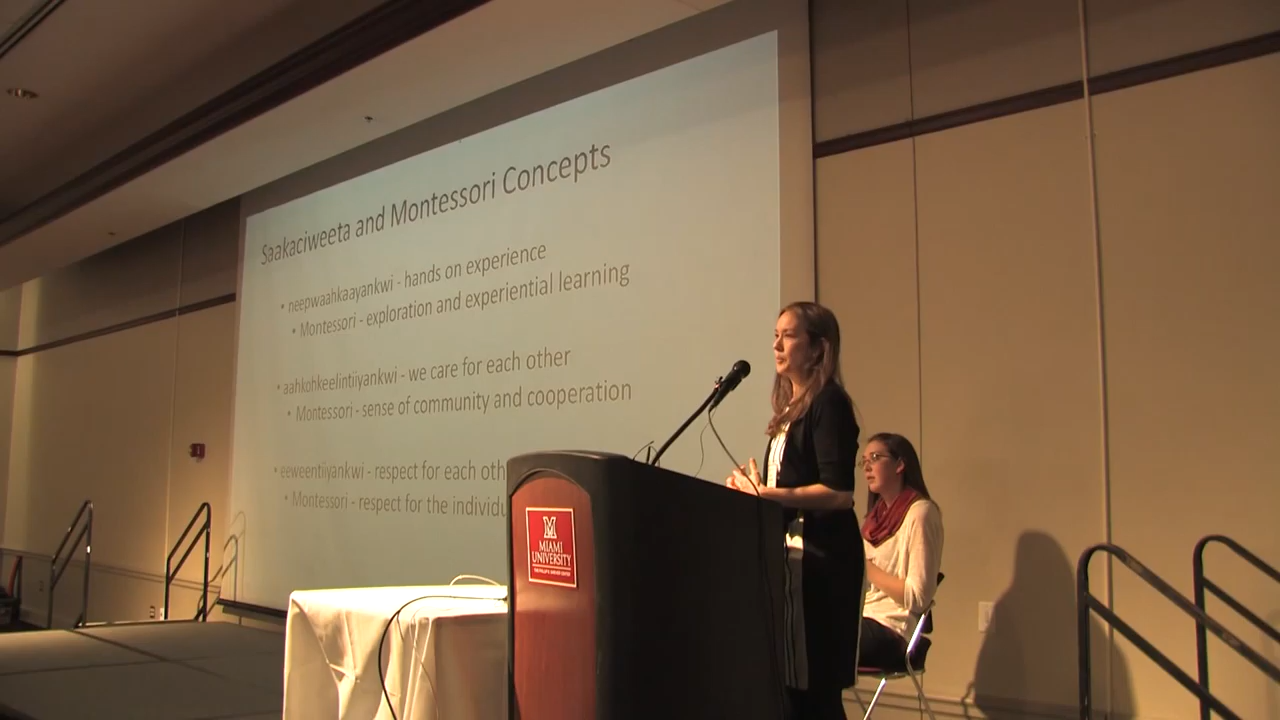 Saakaciweeta and Montessori Concepts
• neepwaahkaayankwi - hands on experience
• Montessori - exploration and experiential learning
• aahkohkeelintiiyankwi - we care for each other
• Montessori - sense of community and cooperation
• eeweentiiyankwi - respect for each oth
• Montessori - respect for the individu
M
MIAMI
UNIVERSITY